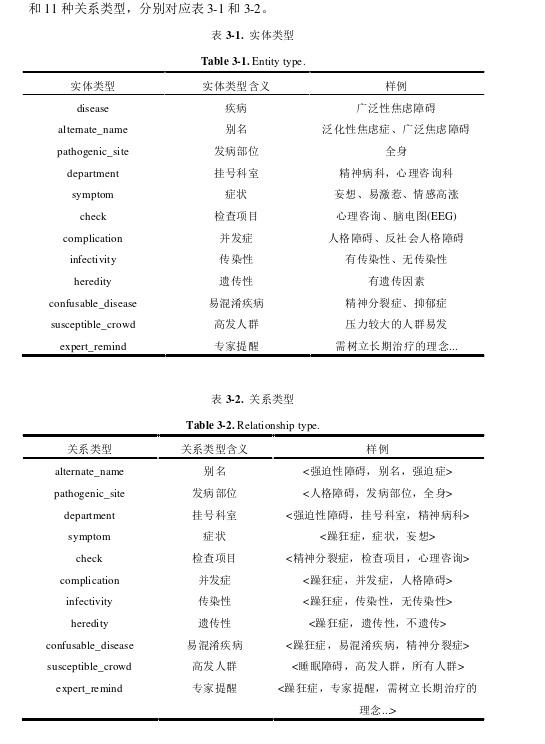 和 11 种关系类型，分别对应表 3-1 和 3-2。
表 3-1. 实体类型
Table 3-1. Entity type.
实体类型 实体类型含义 样例
disease 疾病 广泛性焦虑障碍
alternate_name 别名 泛化性焦虑症、广泛焦虑障碍
pathogenic_site 发病部位 全身
department 挂号科室 精神病科，心理咨询科
symptom 症状 妄想、易激惹、情感高涨
check 检查项目 心理咨询、脑电图(EEG)
complication 并发症 人格障碍、反社会人格障碍
infectivity 传染性 有传染性、无传染性
heredity 遗传性 有遗传因素
confusable_disease 易混淆疾病 精神分裂症、抑郁症
susceptible_crowd 高发人群 压力较大的人群易发
expert_remind 专家提醒 需树立长期治疗的理念...
表 3-2. 关系类型
Table 3-2. Relationship type.
关系类型 关系类型含义 样例
alternate_name 别名 <强迫性障碍，别名，强迫症>
pathogenic_site 发病部位 <人格障碍，发病部位，全身>
department 挂号科室 <强迫性障碍，挂号科室，精神病科>
symptom 症状 <躁狂症，症状，妄想>
check 检查项目 <精神分裂症，检查项目，心理咨询>
complication 并发症 <躁狂症，并发症，人格障碍>
infectivity 传染性 <躁狂症，传染性，无传染性>
heredity 遗传性 <躁狂症，遗传性，不遗传>
confusable_disease 易混淆疾病 <躁狂症，易混淆疾病，精神分裂症>
susceptible_crowd 高发人群 <睡眠障碍，高发人群，所有人群>
expert_remind 专家提醒 <躁狂症，专家提醒，需树立长期治疗的
理念...>